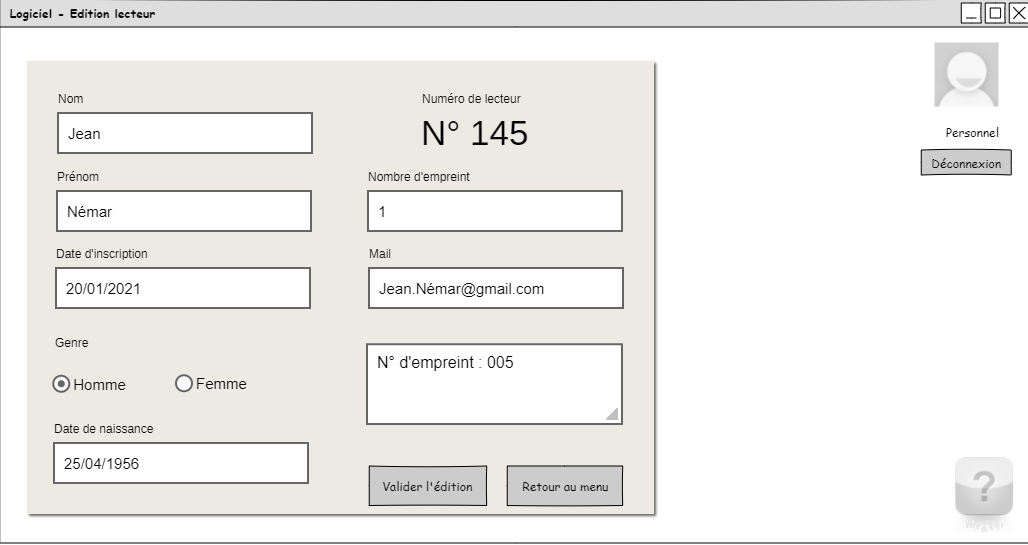 Logiciel - Edition lecteur
Nom
Jean
Numéro de lecteur
N° 145
Personnel
Déconnexion
Prénom
Némar
Nombre d'empreint
1
Date d'inscription
20/01/2021
Mail
Jean.Némar@gmail.com
Genre
Homme
Femme
N° d'empreint : 005
Date de naissance
25/04/1956
Valider l'édition
Retour au menu
?